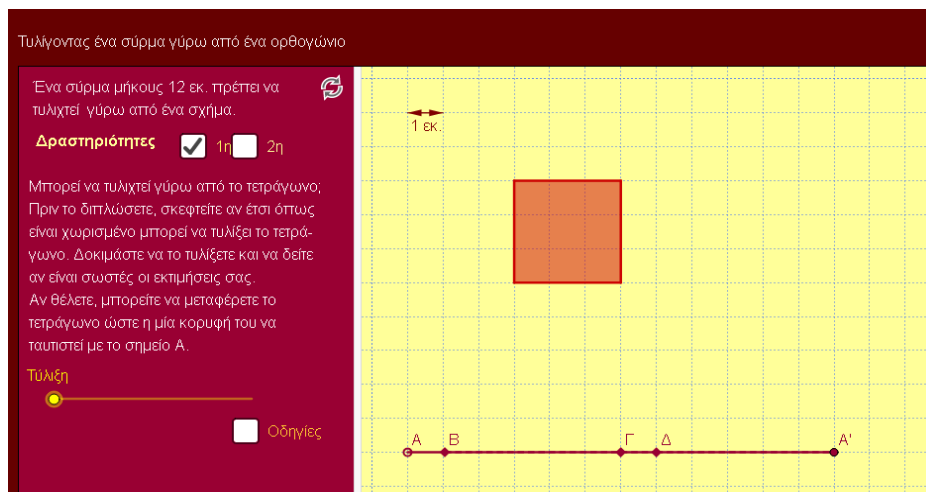 Τυλίγοντας ένα σύρμα γύρω από ένα ορθογώνιο
Ένα σύρμα μήκους 12 εκ. πρέπει να
τυλιχτεί γύρω από ένα σχήμα.
Δραστηριότητες 1η 2η
Μπορεί να τυλιχτεί γύρω από το τετράγωνο;
Πριν το διπλώσετε, σκεφτείτε αν έτσι όπως
είναι χωρισμένο μπορεί να τυλίξει το τετρά-
γωνο. Δοκιμάστε να το τυλίξετε και να δείτε
αν είναι σωστές οι εκτιμήσεις σας.
Αν θέλετε, μπορείτε να μεταφέρετε το
τετράγωνο ώστε η μία κορυφή του να
ταυτιστεί με το σημείο Α.
Τύλιξη
Οδηγίες
1 εκ.
Α Β Γ Δ Α'